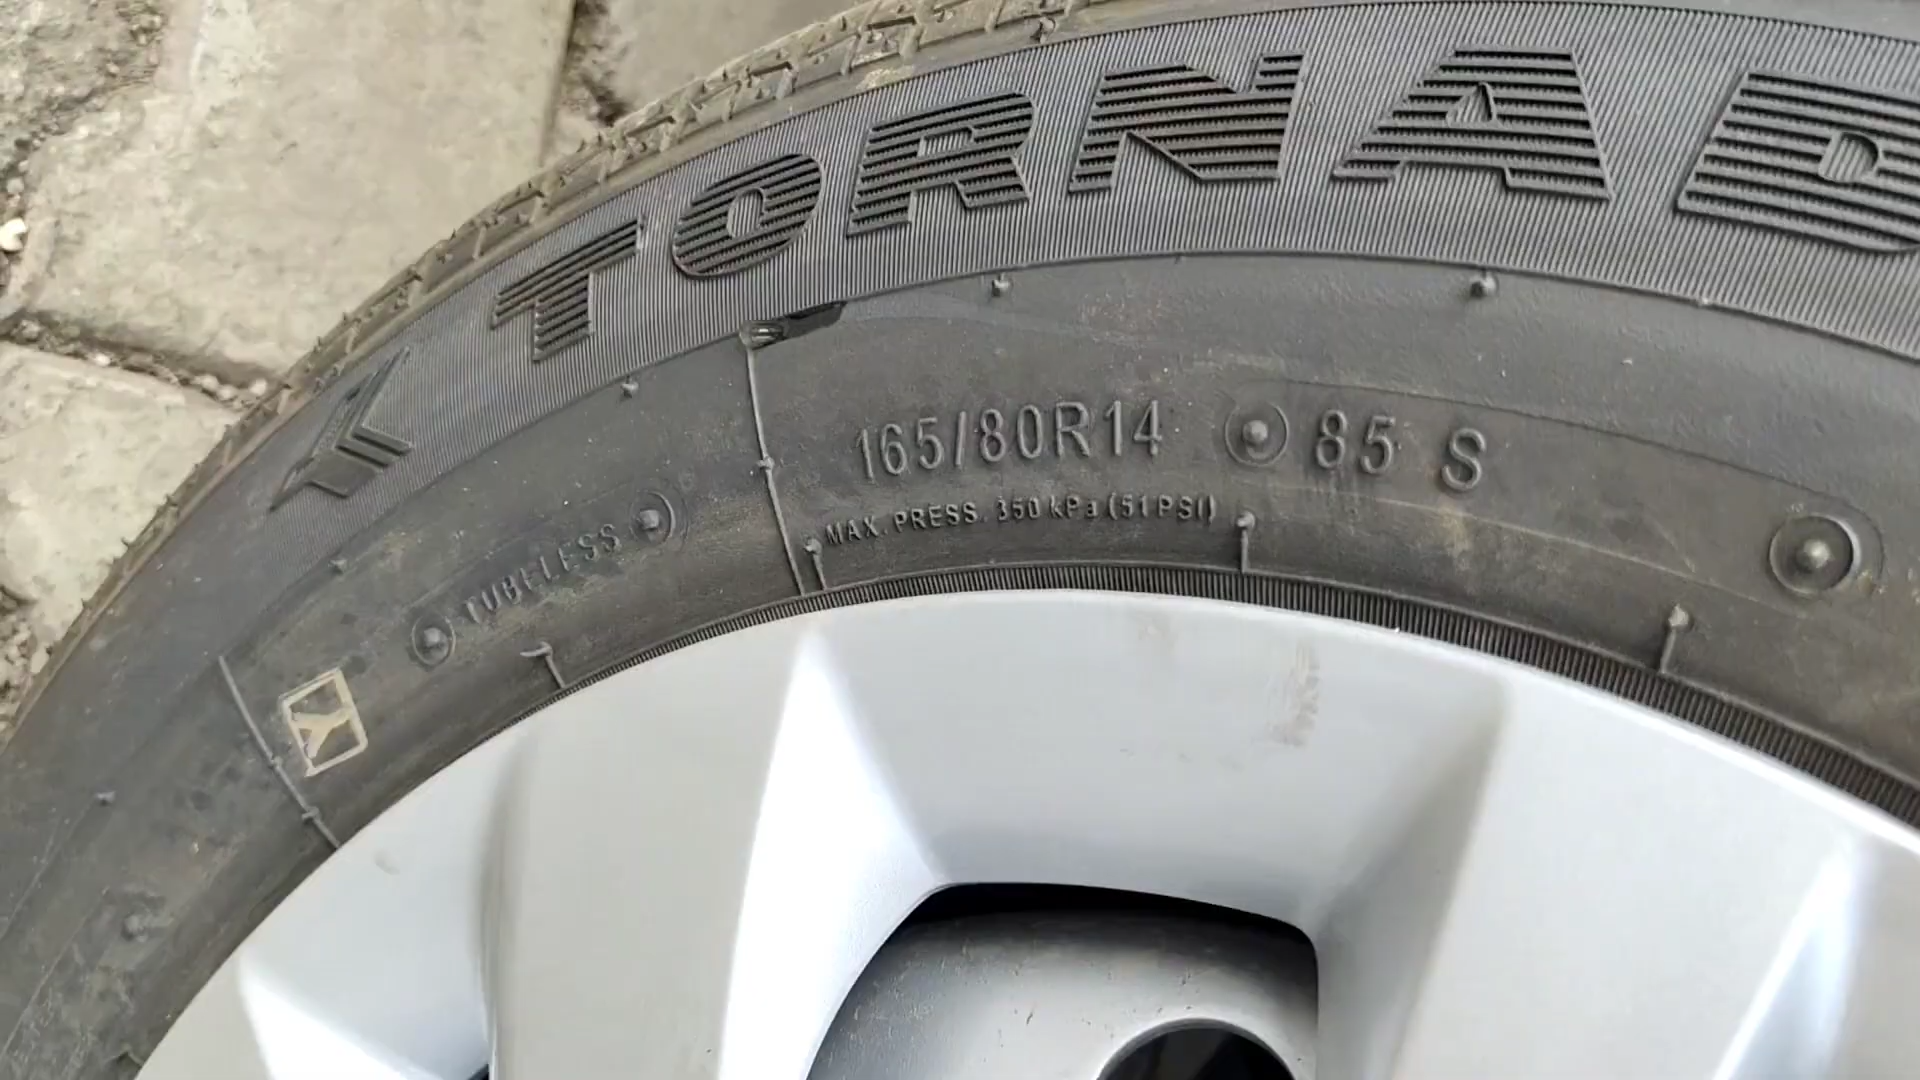 TORNAD
165/80R14 85 S
MAX. PRESS. 350 kPa (51 PSI)
TUBELESS
X